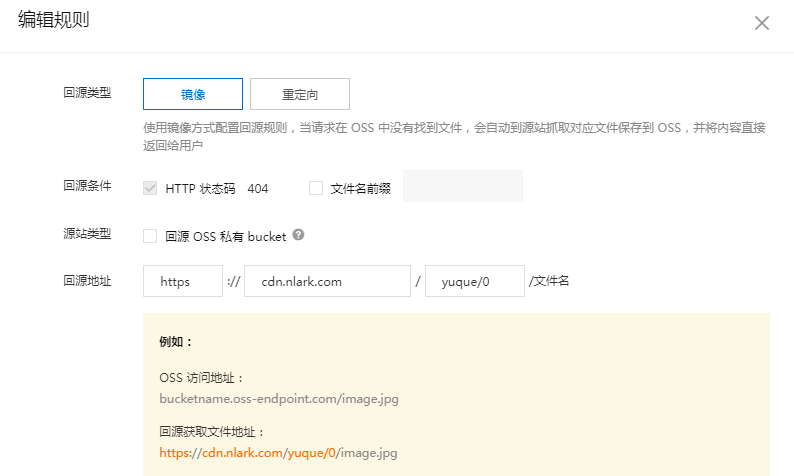 编辑规则
回源类型 镜像 重定向
使用镜像方式配置回源规则，当请求在 OSS 中没有找到文件，会自动到源站抓取对应文件保存到 OSS，并将内容直接
返回给用户
回源条件 HTTP 状态码 404 文件名前缀
源站类型 回源 OSS 私有 bucket ?
回源地址 https :// cdn.nlark.com / yuque/0 /文件名
例如：
OSS 访问地址：
bucketname.oss-endpoint.com/image.jpg
回源获取文件地址：
https://cdn.nlark.com/yuque/0/image.jpg